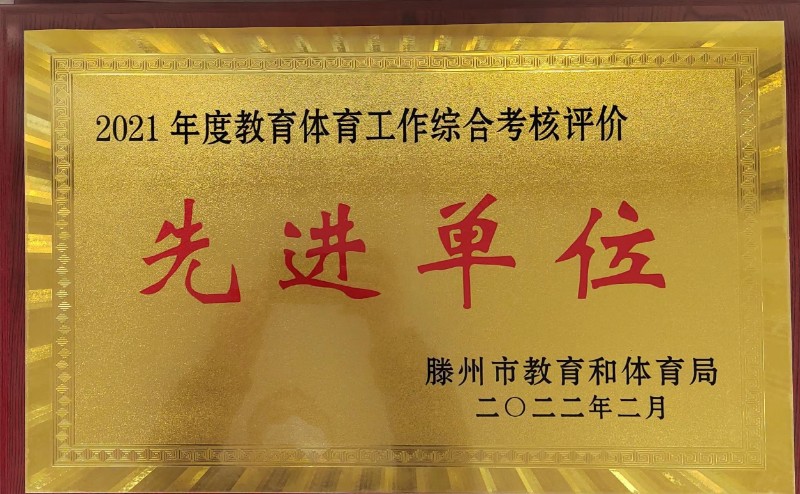 2021年度教育体育工作综合考核评价
先进单位
滕州市教育和体育局
二〇二二年二月